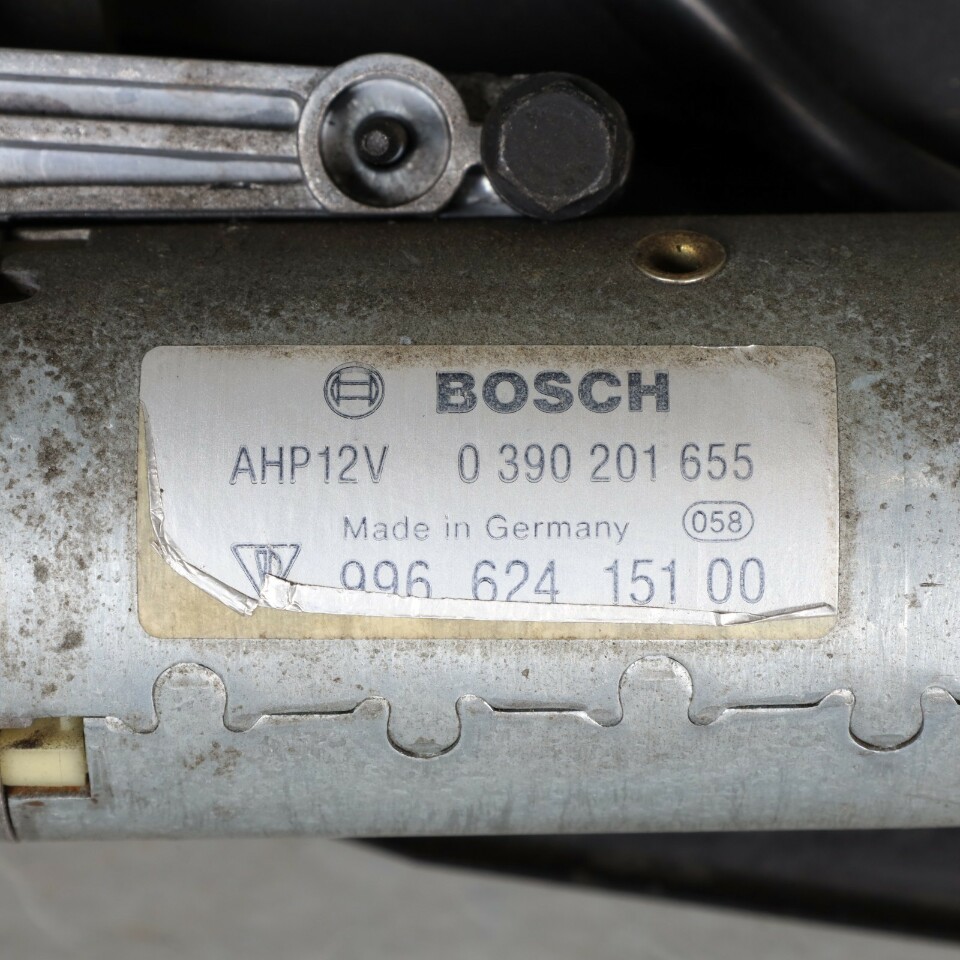 BOSCH
AHP12V 0 390 201 655
Made in Germany 058
996 624 151 00